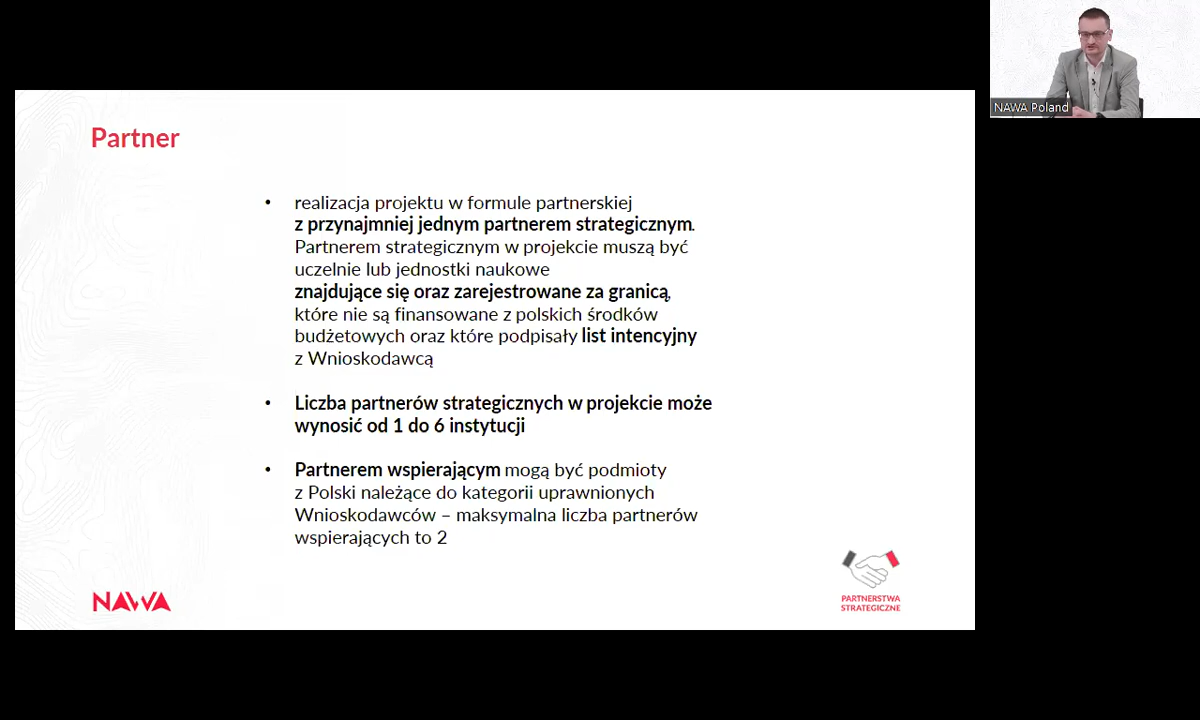 NAWA Poland
Partner
• realizacja projektu w formule partnerskiej
z przynajmniej jednym partnerem strategicznym.
Partnerem strategicznym w projekcie muszą być
uczelnie lub jednostki naukowe
znajdujące się oraz zarejestrowane za granicą,
które nie są finansowane z polskich środków
budżetowych oraz które podpisały list intencyjny
z Wnioskodawcą
• Liczba partnerów strategicznych w projekcie może
wynosić od 1 do 6 instytucji
• Partnerem wspierającym mogą być podmioty
z Polski należące do kategorii uprawnionych
Wnioskodawców – maksymalna liczba partnerów
wspierających to 2
NAWA
PARTNERSTWA
STRATEGICZNE